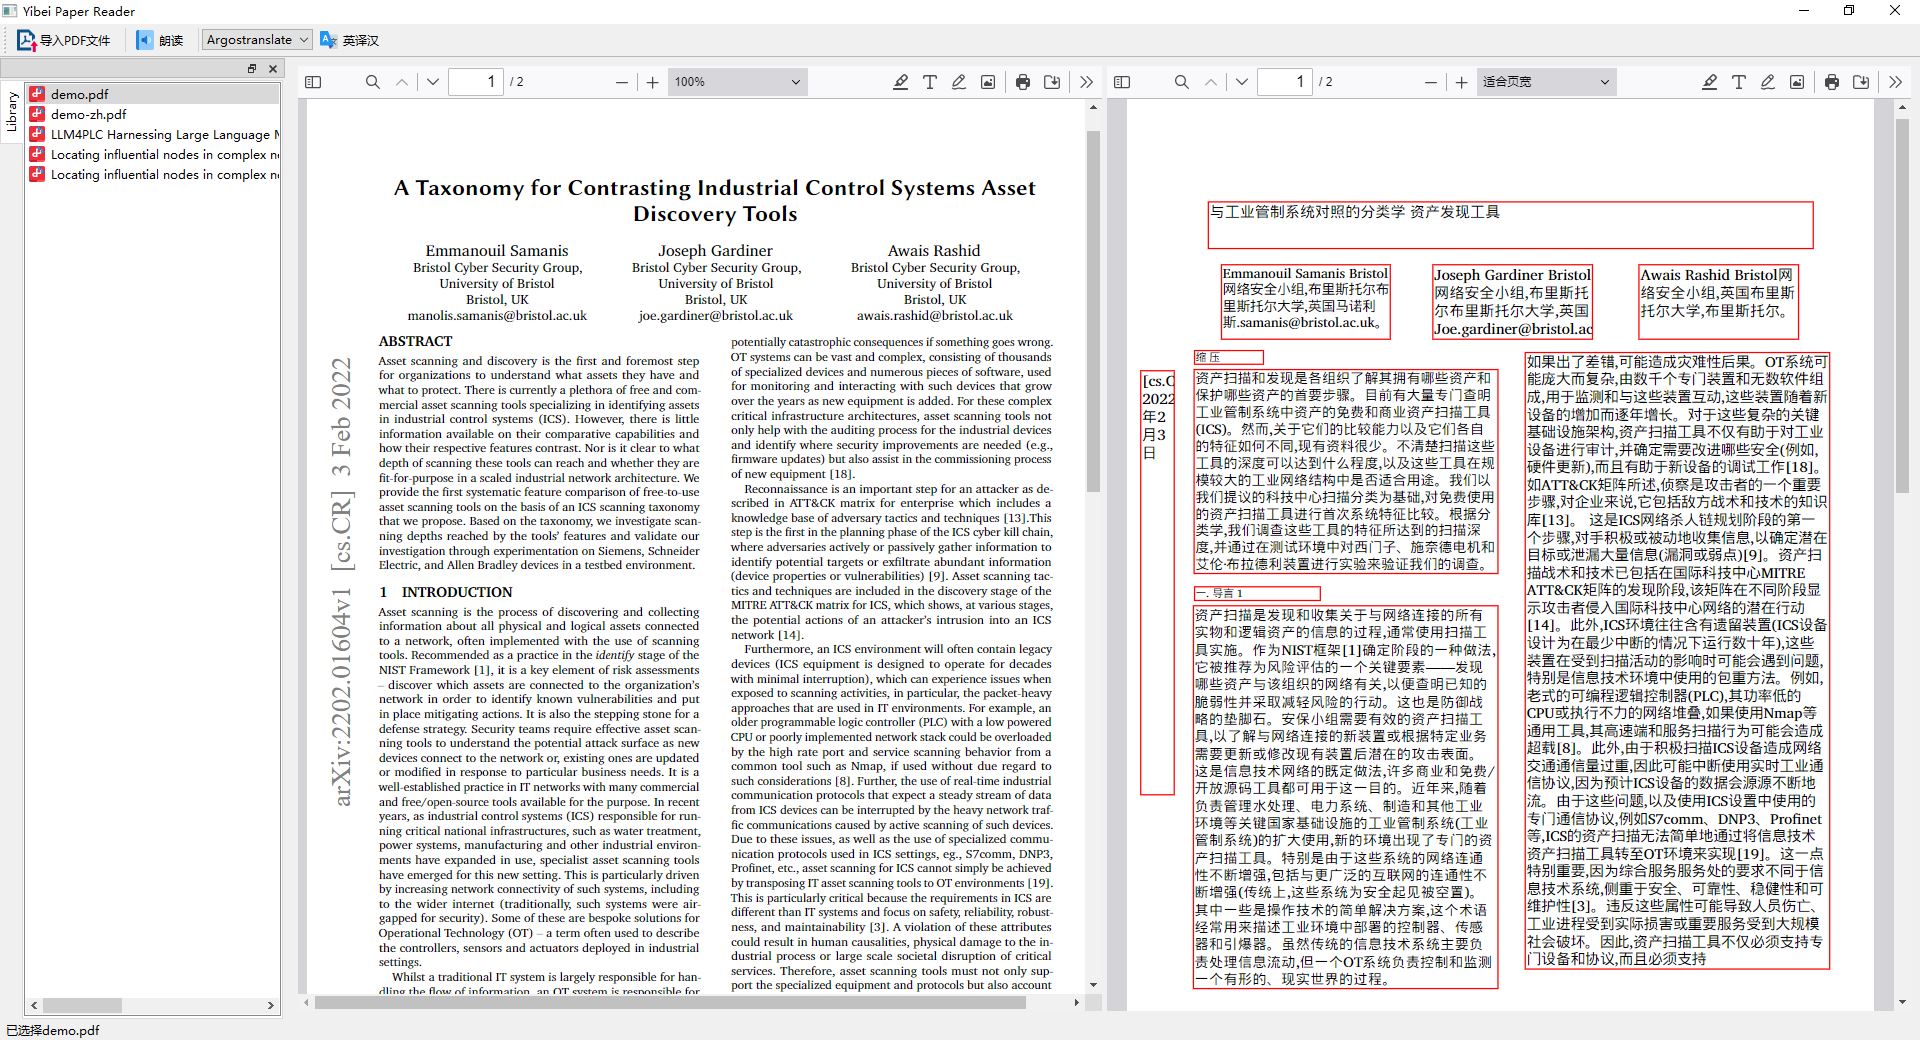 Yibei Paper Reader
导入PDF文件
朗读
Argostranslate
英译汉
Library
demo.pdf
demo-zh.pdf
LLM4PLC Harnessing Large Language
Locating influential nodes in complex
Locating influential nodes in complex
已选择demo.pdf
1 / 2
100%
A Taxonomy for Contrasting Industrial Control Systems Asset
Discovery Tools
Emmanouil Samanis
Bristol Cyber Security Group,
University of Bristol
Bristol, UK
manolis.samanis@bristol.ac.uk
Joseph Gardiner
Bristol Cyber Security Group,
University of Bristol
Bristol, UK
joe.gardiner@bristol.ac.uk
Awais Rashid
Bristol Cyber Security Group,
University of Bristol
Bristol, UK
awais.rashid@bristol.ac.uk
arXiv:2202.01604v1 [cs.CR] 3 Feb 2022
ABSTRACT
Asset scanning and discovery is the first and foremost step
for organizations to understand what assets they have and
what to protect. There is currently a plethora of free and com-
mercial asset scanning tools specializing in identifying assets
in industrial control systems (ICS). However, there is little
information available on their comparative capabilities and
how their respective features contrast. Nor is it clear to what
depth of scanning these tools can reach and whether they are
fit-for-purpose in a scaled industrial network architecture. We
provide the first systematic feature comparison of free-to-use
asset scanning tools on the basis of an ICS scanning taxonomy
that we propose. Based on the taxonomy, we investigate scan-
ning depths reached by the tools' features and validate our
investigation through experimentation on Siemens, Schneider
Electric, and Allen Bradley devices in a testbed environment.
1 INTRODUCTION
Asset scanning is the process of discovering and collecting
information about all physical and logical assets connected
to a network, often implemented with the use of scanning
tools. Recommended as a practice in the identify stage of the
NIST Framework [1], it is a key element of risk assessments
– discover which assets are connected to the organization's
network in order to identify known vulnerabilities and put
in place mitigating actions. It is also the stepping stone for a
defense strategy. Security teams require effective asset scan-
ning tools to understand the potential attack surface as new
devices connect to the network or, existing ones are updated
or modified in response to particular business needs. It is a
well-established practice in IT networks with many commercial
and free/open-source tools available for the purpose. In recent
years, as industrial control systems (ICS) responsible for run-
ning critical national infrastructures, such as water treatment,
power systems, manufacturing and other industrial environ-
ments have expanded in use, specialist asset scanning tools
have emerged for this new setting. This is particularly driven
by increasing network connectivity of such systems, including
to the wider internet (traditionally, such systems were air-
gapped for security). Some of these are bespoke solutions for
Operational Technology (OT) – a term often used to describe
the controllers, sensors and actuators deployed in industrial
settings.
Whilst a traditional IT system is largely responsible for han-
dling the flow of information, an OT system is responsible for
potentially catastrophic consequences if something goes wrong.
OT systems can be vast and complex, consisting of thousands
of specialized devices and numerous pieces of software, used
for monitoring and interacting with such devices that grow
over the years as new equipment is added. For these complex
critical infrastructure architectures, asset scanning tools not
only help with the auditing process for the industrial devices
and identify where security improvements are needed (e.g.,
firmware updates) but also assist in the commissioning process
of new equipment [18].
Reconnaissance is an important step for an attacker as de-
scribed in ATT&CK matrix for enterprise which includes a
knowledge base of adversary tactics and techniques [13].This
step is the first in the planning phase of the ICS cyber kill chain,
where adversaries actively or passively gather information to
identify potential targets or exfiltrate abundant information
(device properties or vulnerabilities) [9]. Asset scanning tac-
tics and techniques are included in the discovery stage of the
MITRE ATT&CK matrix for ICS, which shows, at various stages,
the potential actions of an attacker's intrusion into an ICS
network [14].
Furthermore, an ICS environment will often contain legacy
devices (ICS equipment is designed to operate for decades
with minimal interruption), which can experience issues when
exposed to scanning activities, in particular, the packet-heavy
approaches that are used in IT environments. For example, an
older programmable logic controller (PLC) with a low powered
CPU or poorly implemented network stack could be overloaded
by the high rate port and service scanning behavior from a
common tool such as Nmap, if used without due regard to
such considerations [8]. Further, the use of real-time industrial
communication protocols that expect a steady stream of data
from ICS devices can be interrupted by the heavy network traf-
fic communications caused by active scanning of such devices.
Due to these issues, as well as the use of specialized commu-
nication protocols used in ICS settings, eg., S7comm, DNP3,
Profinet, etc., asset scanning for ICS cannot simply be achieved
by transposing IT asset scanning tools to OT environments [19].
This is particularly critical because the requirements in ICS are
different than IT systems and focus on safety, reliability, robust-
ness, and maintainability [3]. A violation of these attributes
could result in human causalities, physical damage to the in-
dustrial process or large scale societal disruption of critical
services. Therefore, asset scanning tools must not only sup-
port the specialized equipment and protocols but also account
1 / 2
适合页宽
与工业管制系统对照的分类学 资产发现工具
Emmanouil Samanis Bristol
网络安全小组,布里斯托尔布
里斯托尔大学,英国马诺利
斯.samanis@bristol.ac.uk。
Joseph Gardiner Bristol
网络安全小组,布里斯托
尔布里斯托尔大学,英国
Joe.gardiner@bristol.ac
Awais Rashid Bristol网
络安全小组,英国布里斯
托尔大学,布里斯托尔。
[cs.C
2022
年2
月3
日
缩 压
资产扫描和发现是各组织了解其拥有哪些资产和
保护哪些资产的首要步骤。目前有大量专门查明
工业管制系统中资产的免费和商业资产扫描工具
(ICS)。然而,关于它们的比较能力以及它们各自
的特征如何不同,现有资料很少。不清楚扫描这些
工具的深度可以达到什么程度,以及这些工具在规
模较大的工业网络结构中是否适合用途。我们以
我们提议的科技中心扫描分类为基础,对免费使用
的资产扫描工具进行首次系统特征比较。根据分
类学,我们调查这些工具的特征所达到的扫描深
度,并通过在测试环境中对西门子、施奈德电机和
艾伦·布拉德利装置进行实验来验证我们的调查。
一. 导言 1
资产扫描是发现和收集关于与网络连接的所有
实物和逻辑资产的信息的过程,通常使用扫描工
具实施。作为NIST框架[1]确定阶段的一种做法,
它被推荐为风险评估的一个关键要素——发现
哪些资产与该组织的网络有关,以便查明已知的
脆弱性并采取减轻风险的行动。这也是防御战
略的垫脚石。安保小组需要有效的资产扫描工
具,以了解与网络连接的新装置或根据特定业务
需要更新或修改现有装置后潜在的攻击表面。
这是信息技术网络的既定做法,许多商业和免费/
开放源码工具都可用于这一目的。近年来,随着
负责管理水处理、电力系统、制造和其他工业
环境等关键国家基础设施的工业管制系统(工业
管制系统)的扩大使用,新的环境出现了专门的资
产扫描工具。特别是由于这些系统的网络连通
性不断增强,包括与更广泛的互联网的连通性不
断增强(传统上,这些系统为安全起见被空置)。
其中一些是操作技术的简单解决方案,这个术语
经常用来描述工业环境中部署的控制器、传感
器和引爆器。虽然传统的信息技术系统主要负
责处理信息流动,但一个OT系统负责控制和监测
一个有形的、现实世界的过程。
如果出了差错,可能造成灾难性后果。OT系统可
能庞大而复杂,由数千个专门装置和无数软件组
成,用于监测和与这些装置互动,这些装置随着新
设备的增加而逐年增长。对于这些复杂的关键
基础设施架构,资产扫描工具不仅有助于对工业
设备进行审计,并确定需要改进哪些安全(例如,
硬件更新),而且有助于新设备的调试工作[18]。
如ATT&CK矩阵所述,侦察是攻击者的一个重要
步骤,对企业来说,它包括敌方战术和技术的知识
库[13]。 这是ICS网络杀人链规划阶段的第一
个步骤,对手积极或被动地收集信息,以确定潜在
目标或泄漏大量信息(漏洞或弱点)[9]。资产扫
描战术和技术已包括在国际科技中心MITRE
ATT&CK矩阵的发现阶段,该矩阵在不同阶段显
示攻击者侵入国际科技中心网络的潜在行动
[14]。此外,ICS环境往往含有遗留装置(ICS设备
设计为在最少中断的情况下运行数十年),这些
装置在受到扫描活动的影响时可能会遇到问题,
特别是信息技术环境中使用的包重方法。例如,
老式的可编程逻辑控制器(PLC),其功率低的
CPU或执行不力的网络堆叠,如果使用Nmap等
通用工具,其高速端和服务扫描行为可能会造成
超载[8]。此外,由于积极扫描ICS设备造成网络
交通通信量过重,因此可能中断使用实时工业通
信协议,因为预计ICS设备的数据会源源不断地
流。由于这些问题,以及使用ICS设置中使用的
专门通信协议,例如S7comm、DNP3、Profinet
等,ICS的资产扫描无法简单地通过将信息技术
资产扫描工具转至OT环境来实现[19]。这一点
特别重要,因为综合服务服务处的要求不同于信
息技术系统,侧重于安全、可靠性、稳健性和可
维护性[3]。违反这些属性可能导致人员伤亡、
工业进程受到实际损害或重要服务受到大规模
社会破坏。因此,资产扫描工具不仅必须支持专
门设备和协议,而且必须支持